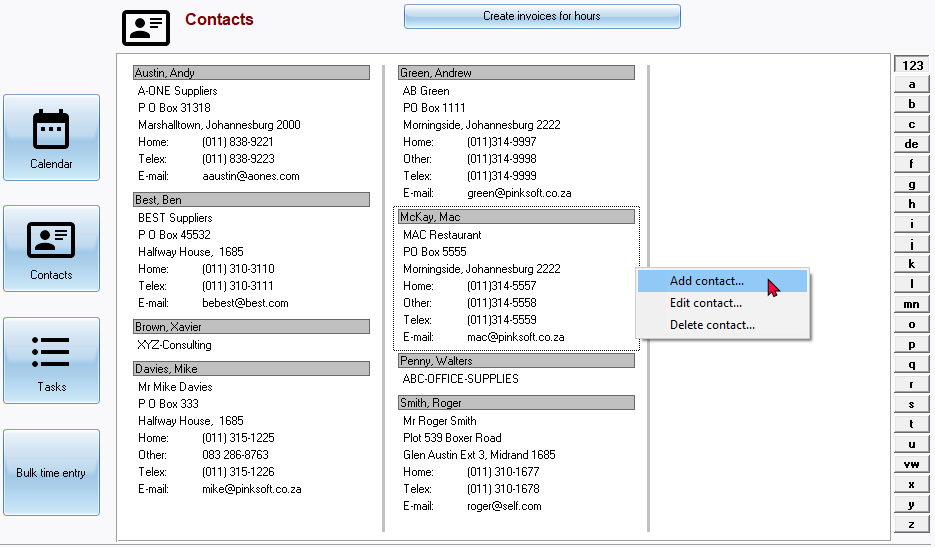 Contacts
Create invoices for hours
Calendar
Contacts
Tasks
Bulk time entry
Austin, Andy
A-ONE Suppliers
P O Box 31318
Marshalltown, Johannesburg 2000
Home: (011) 838-9221
Telex: (011) 838-9223
E-mail: aaustin@aones.com
Best, Ben
BEST Suppliers
P O Box 45532
Halfway House, 1685
Home: (011) 310-3110
Telex: (011) 310-3111
E-mail: bebest@best.com
Brown, Xavier
XYZ-Consulting
Davies, Mike
Mr Mike Davies
P O Box 333
Halfway House, 1685
Home: (011) 315-1225
Other: 083 286-8763
Telex: (011) 315-1226
E-mail: mike@pinksoft.co.za
Green, Andrew
AB Green
PO Box 1111
Morningside, Johannesburg 2222
Home: (011)314-9997
Other: (011)314-9998
Telex: (011)314-9999
E-mail: green@pinksoft.co.za
McKay, Mac
MAC Restaurant
PO Box 5555
Morningside, Johannesburg 2222
Home: (011)314-5557
Other: (011)314-5558
Telex: (011)314-5559
E-mail: mac@pinksoft.co.za
Penny, Walters
ABC-OFFICE-SUPPLIES
Smith, Roger
Mr Roger Smith
Plot 539 Boxer Road
Glen Austin Ext 3, Midrand 1685
Home: (011) 310-1677
Telex: (011) 310-1678
E-mail: roger@self.com
Add contact...
Edit contact...
Delete contact...
123
a
b
c
de
f
g
h
i
j
k
l
mn
o
p
q
r
s
t
u
vw
x
y
z